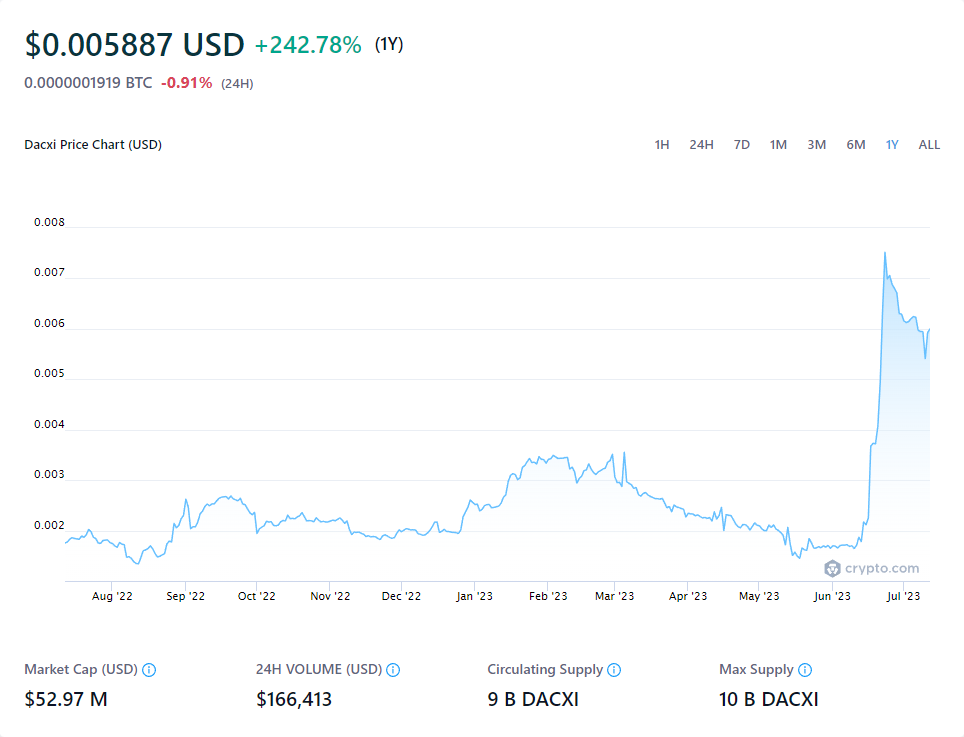 $0.005887 USD +242.78% (1Y)
0.0000001919 BTC -0.91% (24H)
Dacxi Price Chart (USD)
1H 24H 7D 1M 3M 6M 1Y ALL
0.008
0.007
0.006
0.005
0.004
0.003
0.002
crypto.com
Aug '22 Sep '22 Oct '22 Nov '22 Dec '22 Jan '23 Feb '23 Mar '23 Apr '23 May '23 Jun '23 Jul '23
Market Cap (USD) 24H VOLUME (USD) Circulating Supply Max Supply
$52.97 M $166,413 9 B DACXI 10 B DACXI